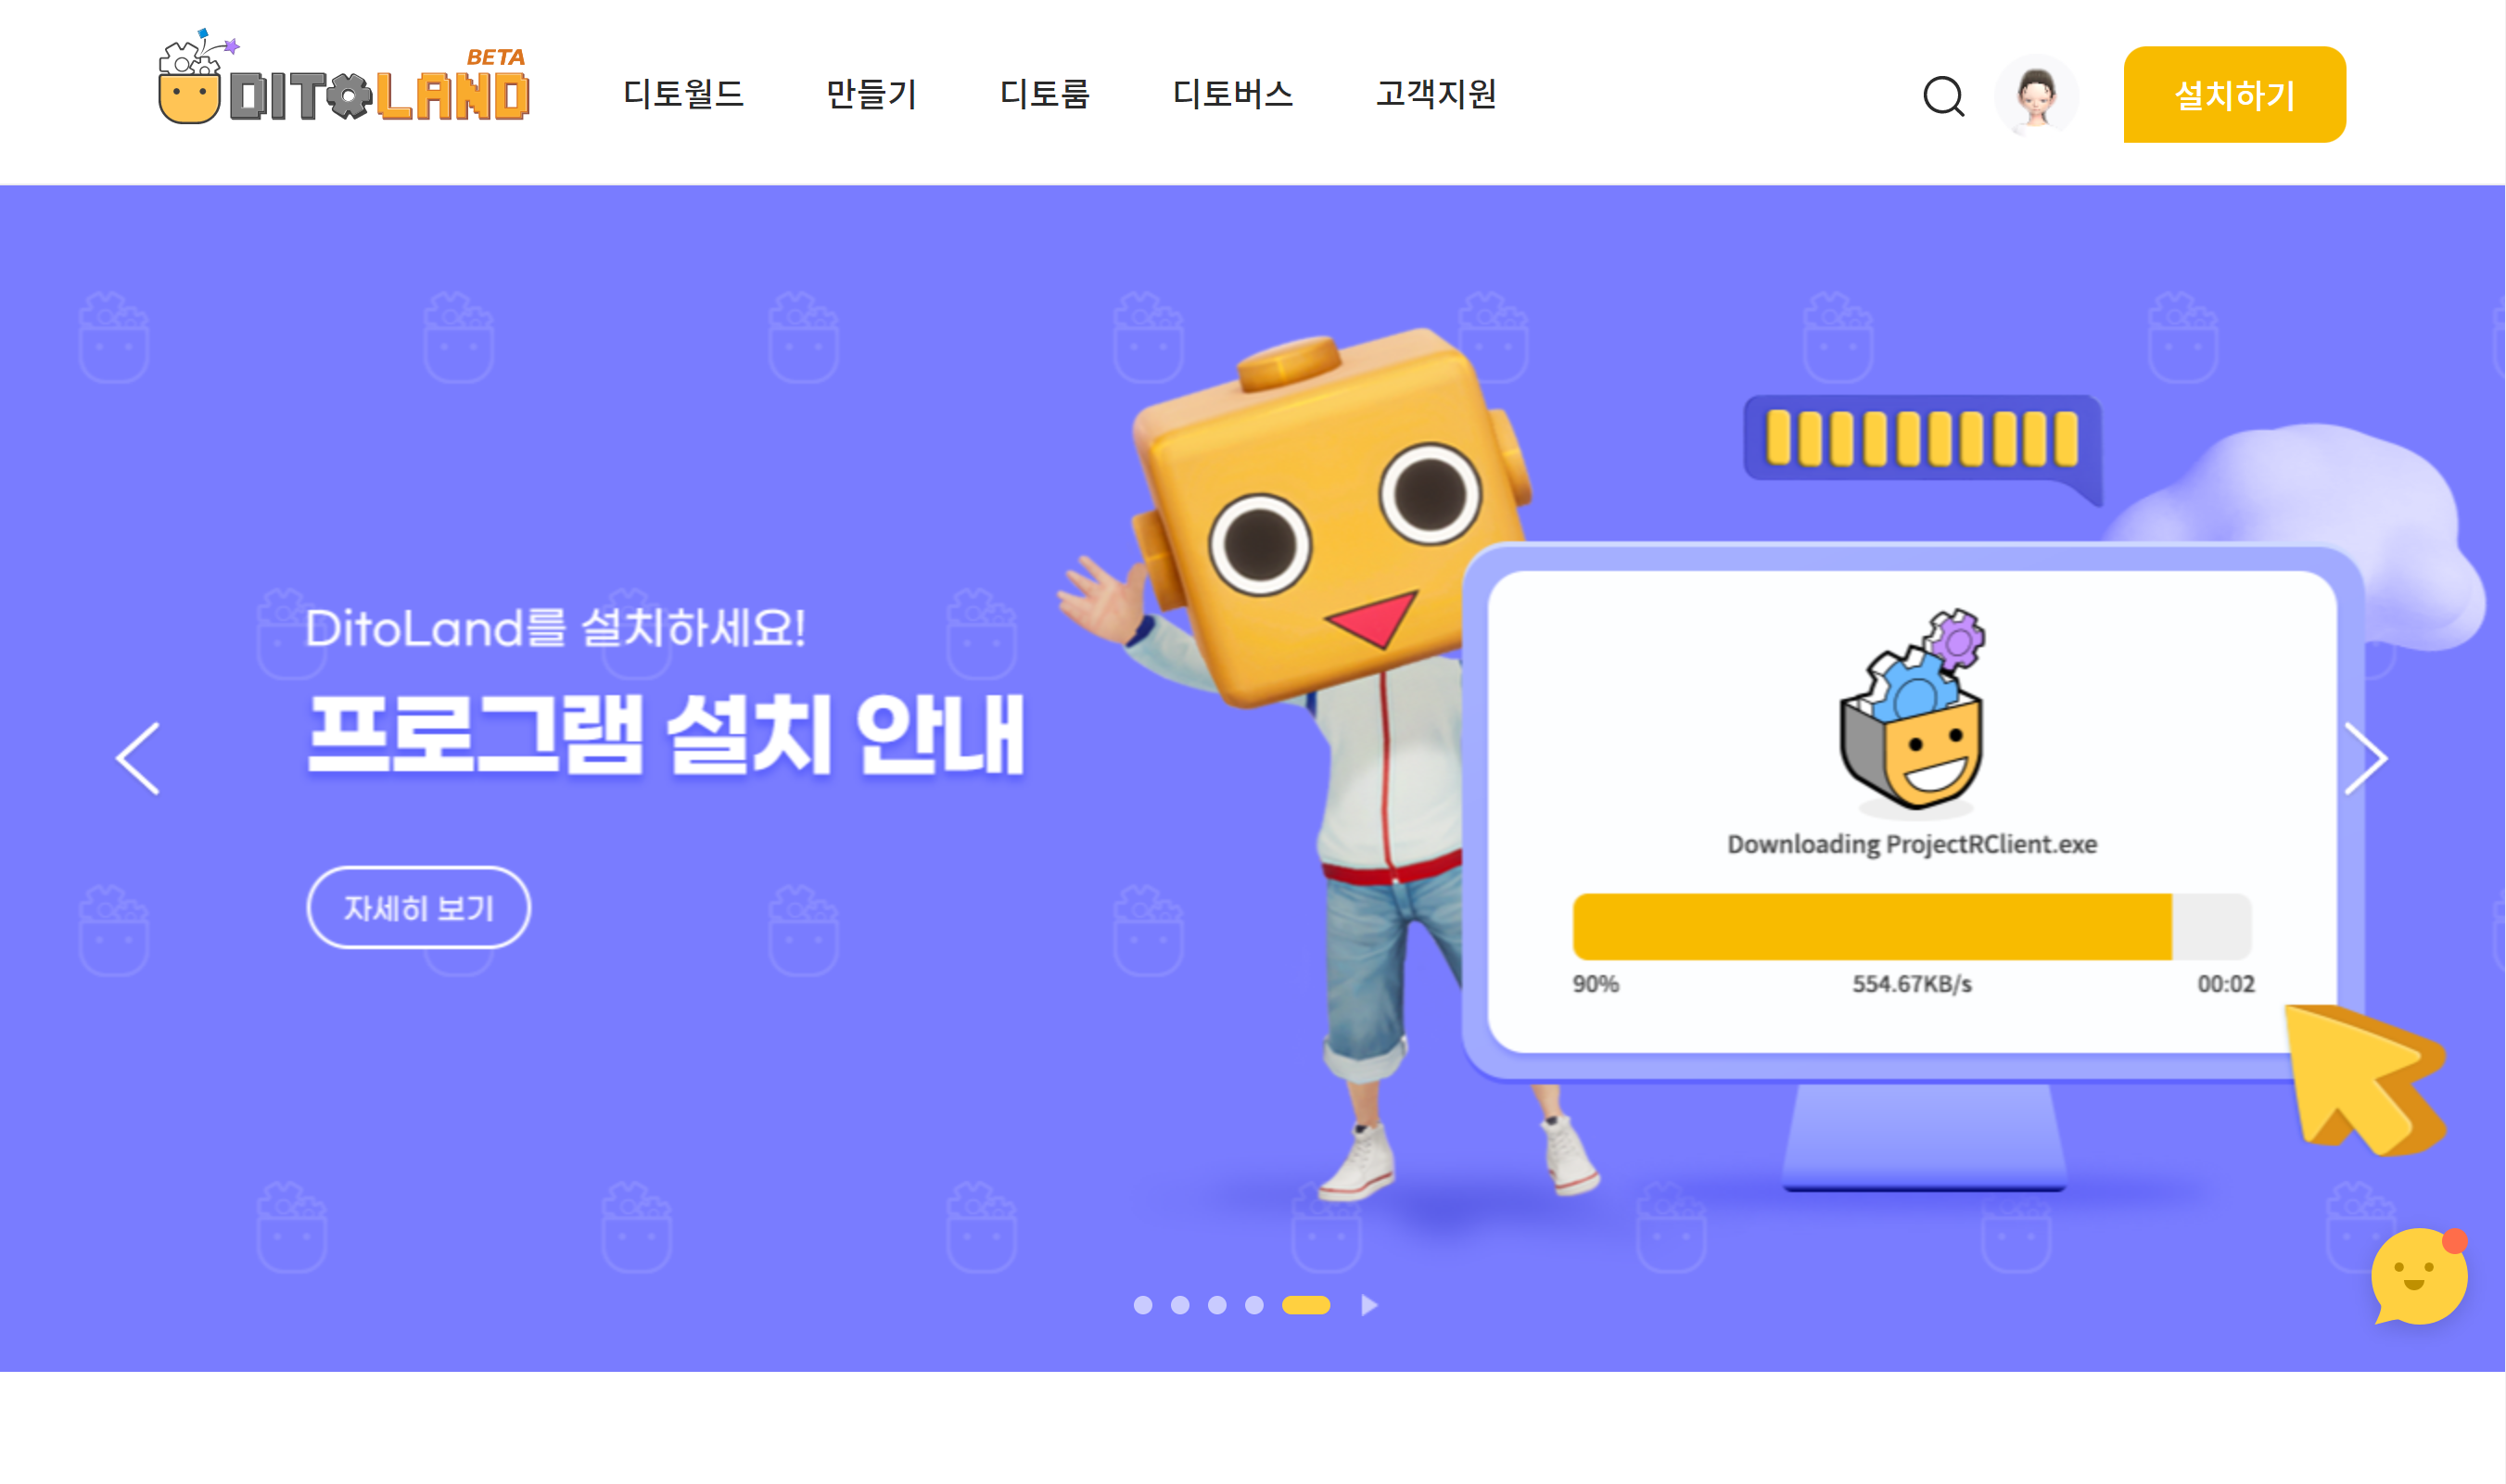 BETA
DITOLAND
디토월드
만들기
디토룸
디토버스
고객지원
설치하기
DitoLand를 설치하세요!
프로그램 설치 안내
자세히 보기
Downloading ProjectRClient.exe
90% 554.67KB/s 00:02